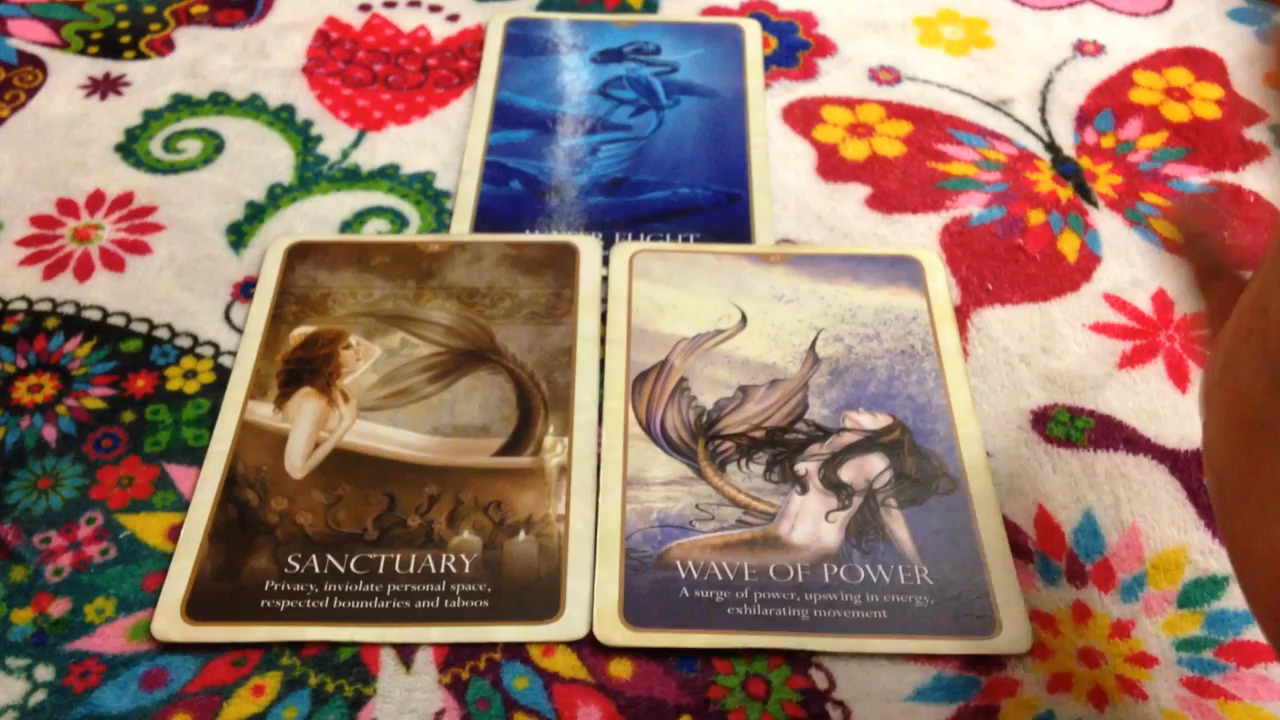 FLIGHT
SANCTUARY
Privacy, inviolate personal space,
respected boundaries and taboos
WAVE OF POWER
A surge of power, upswing in energy,
exhilarating movement